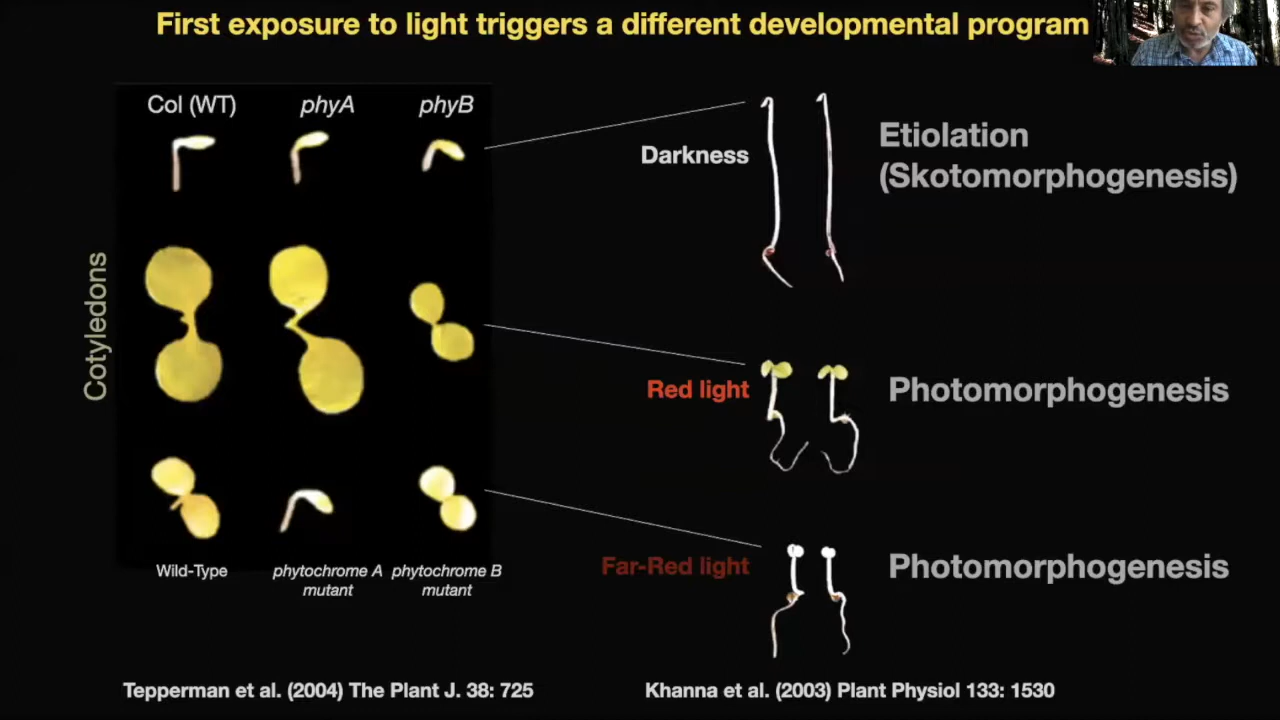 First exposure to light triggers a different developmental program
Col (WT) phyA phyB
Cotyledons
Wild-Type
phytochrome A
mutant
phytochrome B
mutant
Darkness
Etiolation
(Skotomorphogenesis)
Red light
Photomorphogenesis
Far-Red light
Photomorphogenesis
Tepperman et al. (2004) The Plant J. 38: 725
Khanna et al. (2003) Plant Physiol 133: 1530